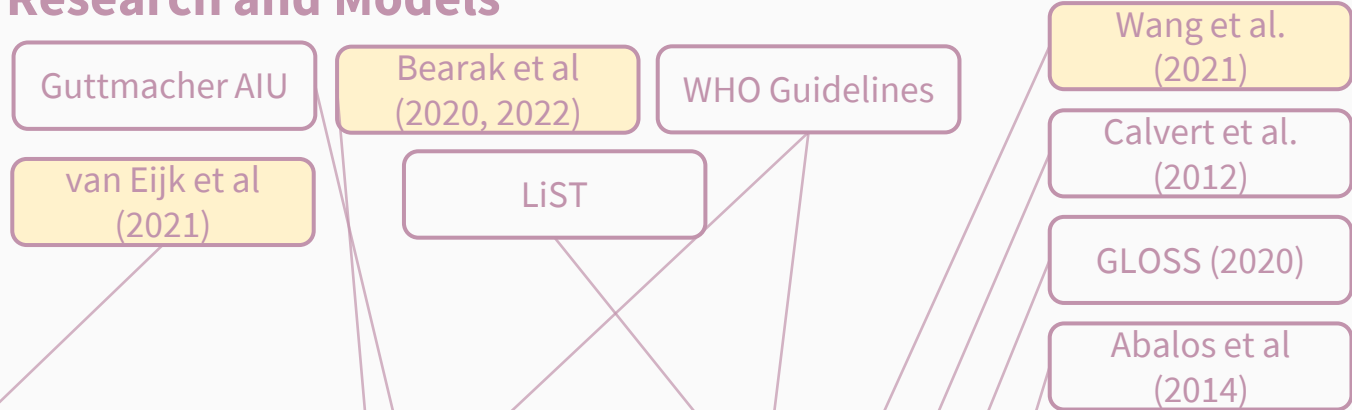 Research and Models
Guttmacher AIU
Bearak et al
(2020, 2022)
WHO Guidelines
Wang et al.
(2021)
van Eijk et al
(2021)
LiST
Calvert et al.
(2012)
GLOSS (2020)
Abalos et al
(2014)